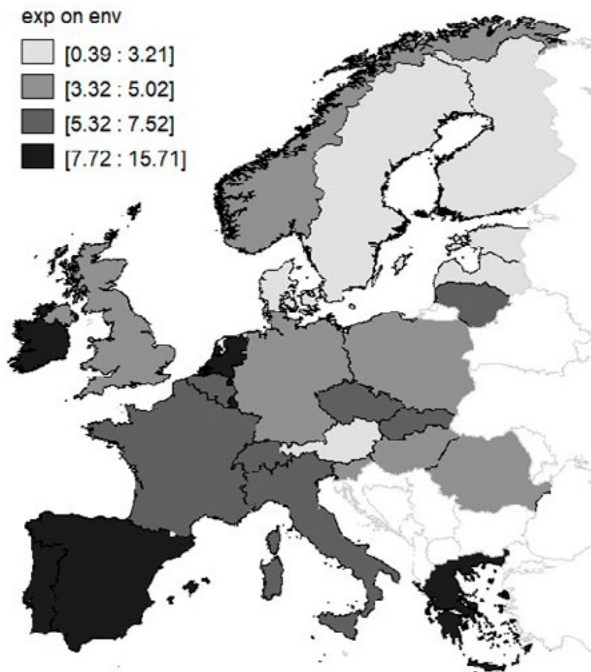 exp on env
[0.39 : 3.21]
[3.32 : 5.02]
[5.32 : 7.52]
[7.72 : 15.71]